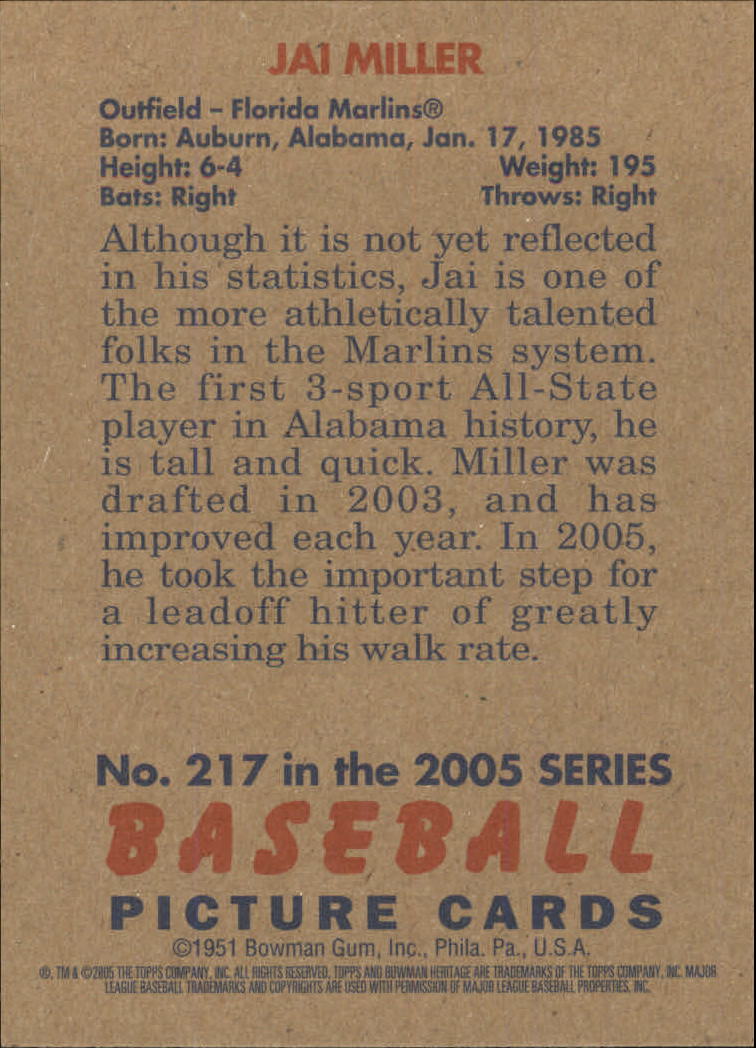 JAI MILLER
Outfield – Florida Marlins®
Born: Auburn, Alabama, Jan. 17, 1985
Height: 6-4 Weight: 195
Bats: Right Throws: Right
Although it is not yet reflected
in his statistics, Jai is one of
the more athletically talented
folks in the Marlins system.
The first 3-sport All-State
player in Alabama history, he
is tall and quick. Miller was
drafted in 2003, and has
improved each year. In 2005,
he took the important step for
a leadoff hitter of greatly
increasing his walk rate.
No. 217 in the 2005 SERIES
BASEBALL
PICTURE CARDS
©1951 Bowman Gum, Inc., Phila. Pa., U.S.A.
®, TM & ©2005 THE TOPPS COMPANY, INC. ALL RIGHTS RESERVED. TOPPS AND BOWMAN HERITAGE ARE TRADEMARKS OF THE TOPPS COMPANY, INC. MAJOR
LEAGUE BASEBALL TRADEMARKS AND COPYRIGHTS ARE USED WITH PERMISSION OF MAJOR LEAGUE BASEBALL PROPERTIES, INC.